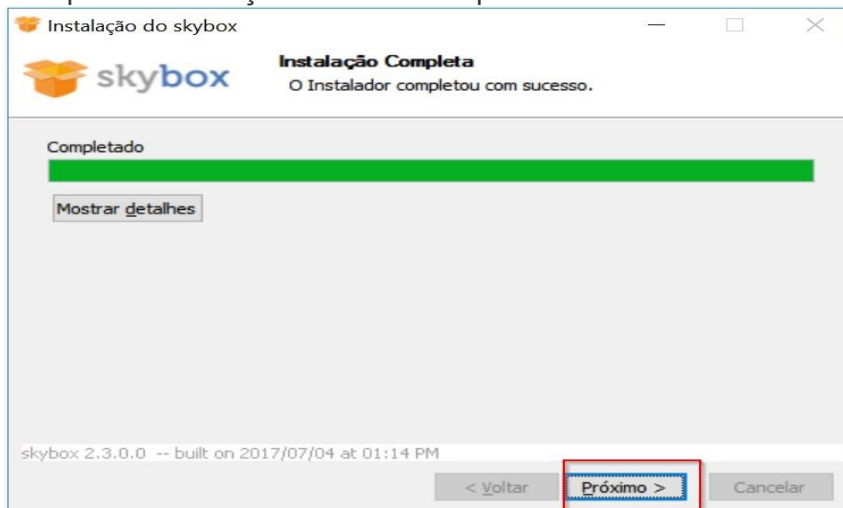 Instalação do skybox
skybox
Instalação Completa
O Instalador completou com sucesso.
Completado
Mostrar detalhes
skybox 2.3.0.0 -- built on 2017/07/04 at 01:14 PM
< Voltar Próximo > Cancelar